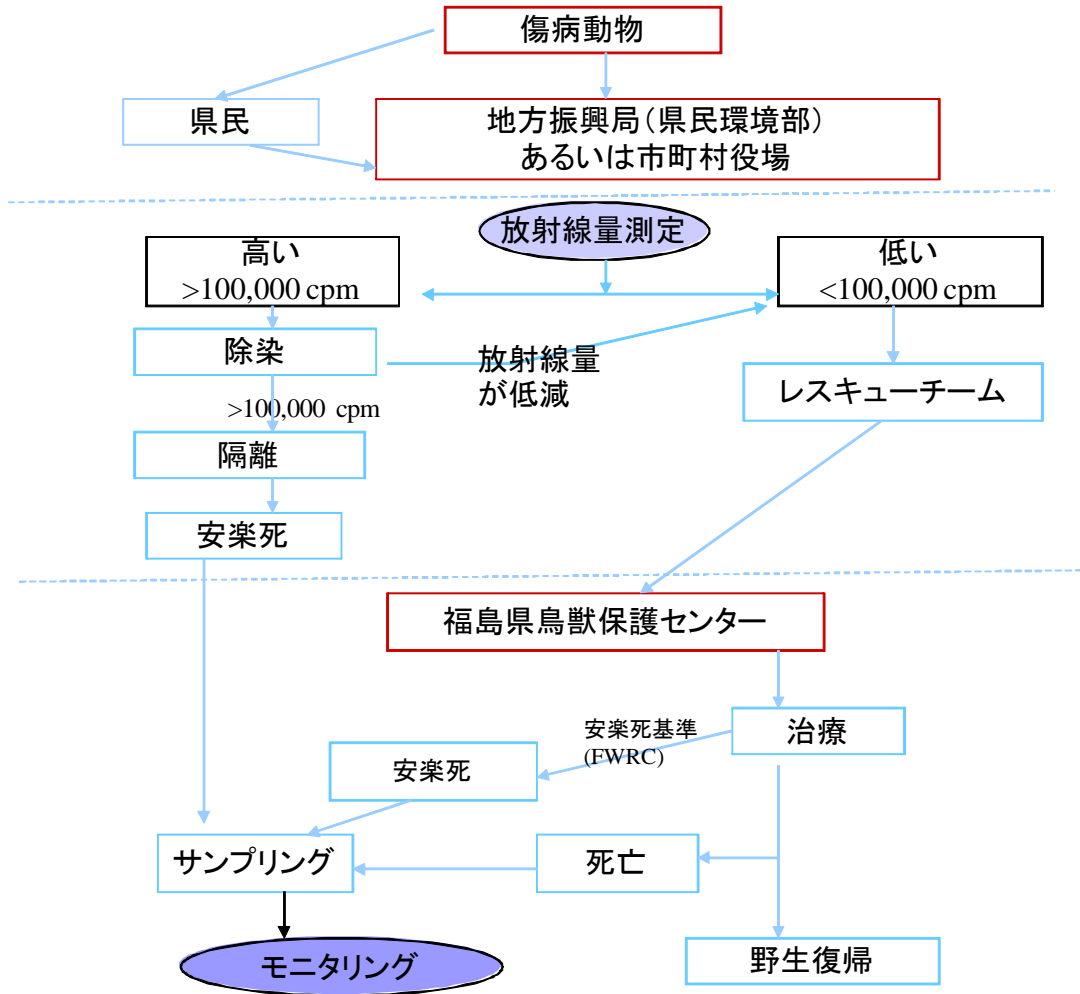 傷病動物
県民
地方振興局(県民環境部)
あるいは市町村役場
放射線量測定
高い
>100,000 cpm
低い
<100,000 cpm
除染
放射線量
が低減
レスキューチーム
>100,000 cpm
隔離
安楽死
福島県鳥獣保護センター
安楽死基準
(FWRC)
治療
安楽死
サンプリング
死亡
モニタリング
野生復帰